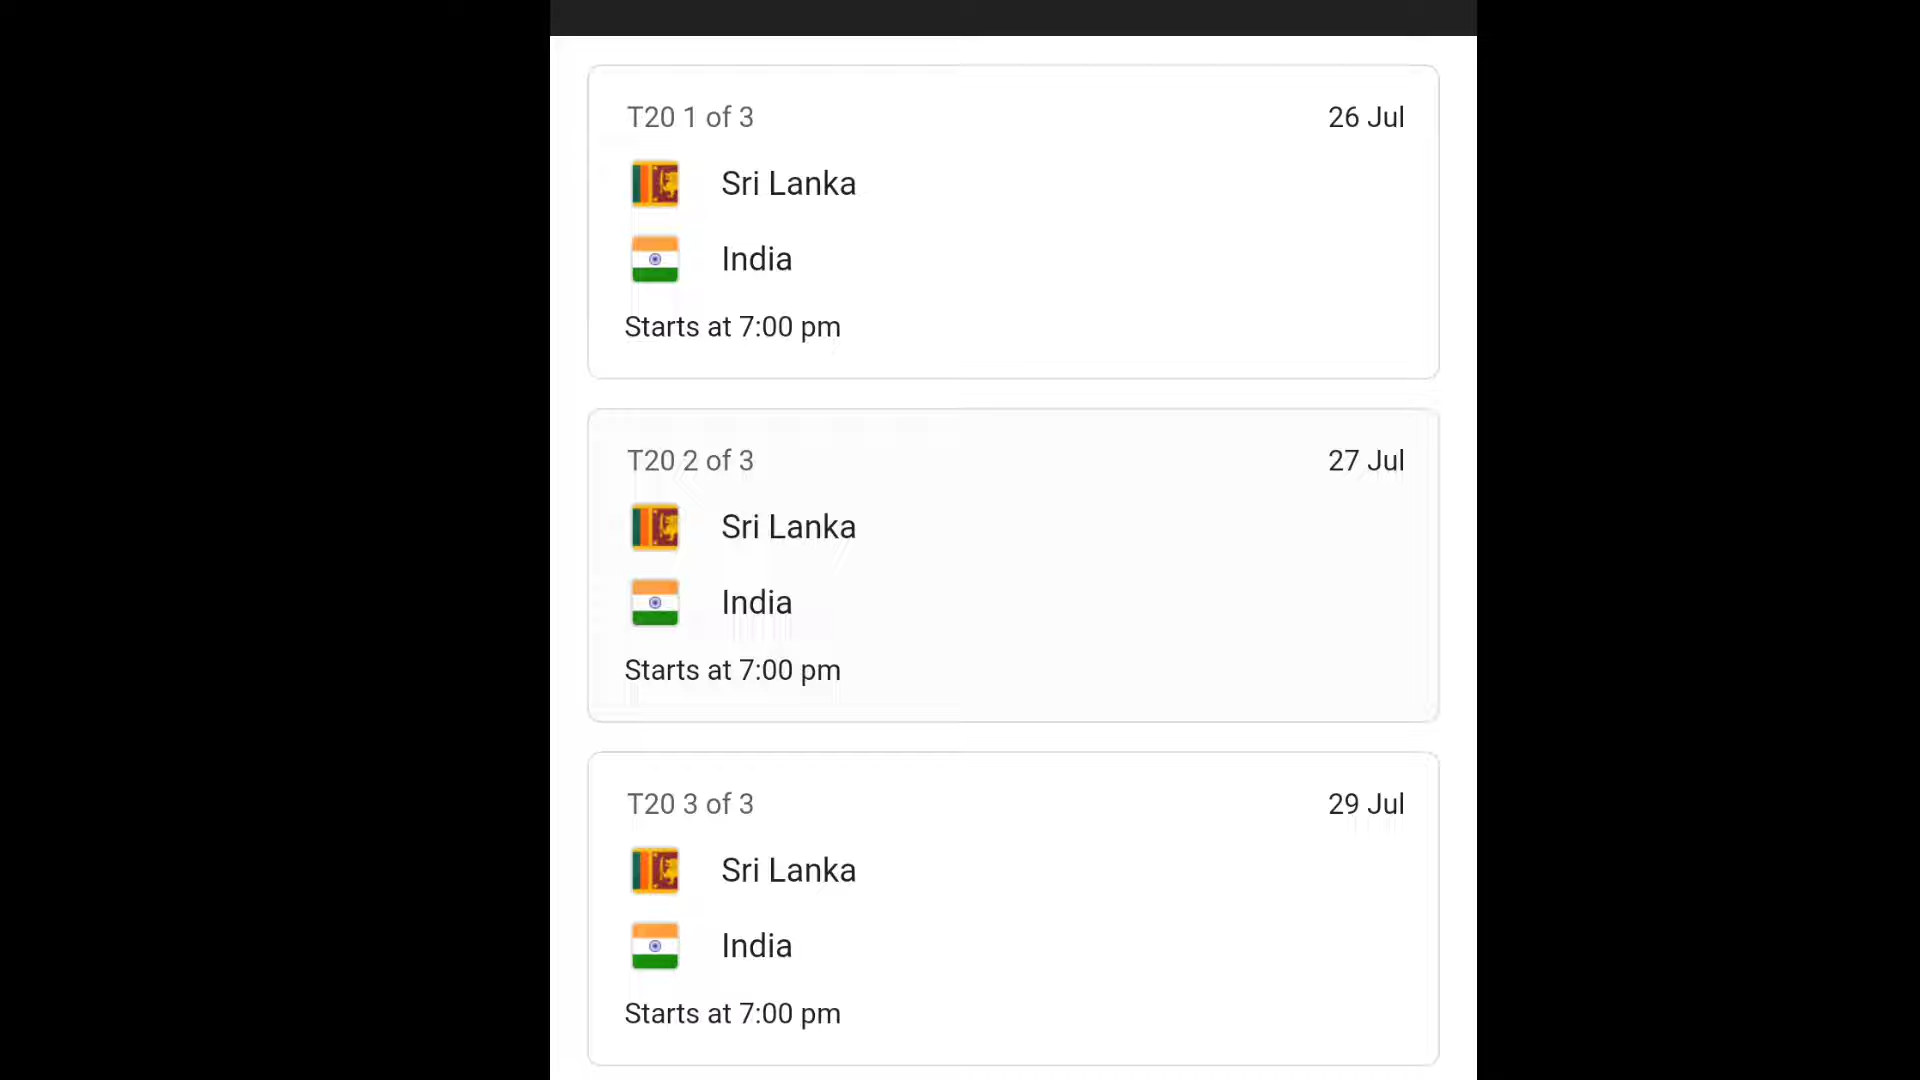 T20 1 of 3 26 Jul
Sri Lanka
India
Starts at 7:00 pm
T20 2 of 3 27 Jul
Sri Lanka
India
Starts at 7:00 pm
T20 3 of 3 29 Jul
Sri Lanka
India
Starts at 7:00 pm